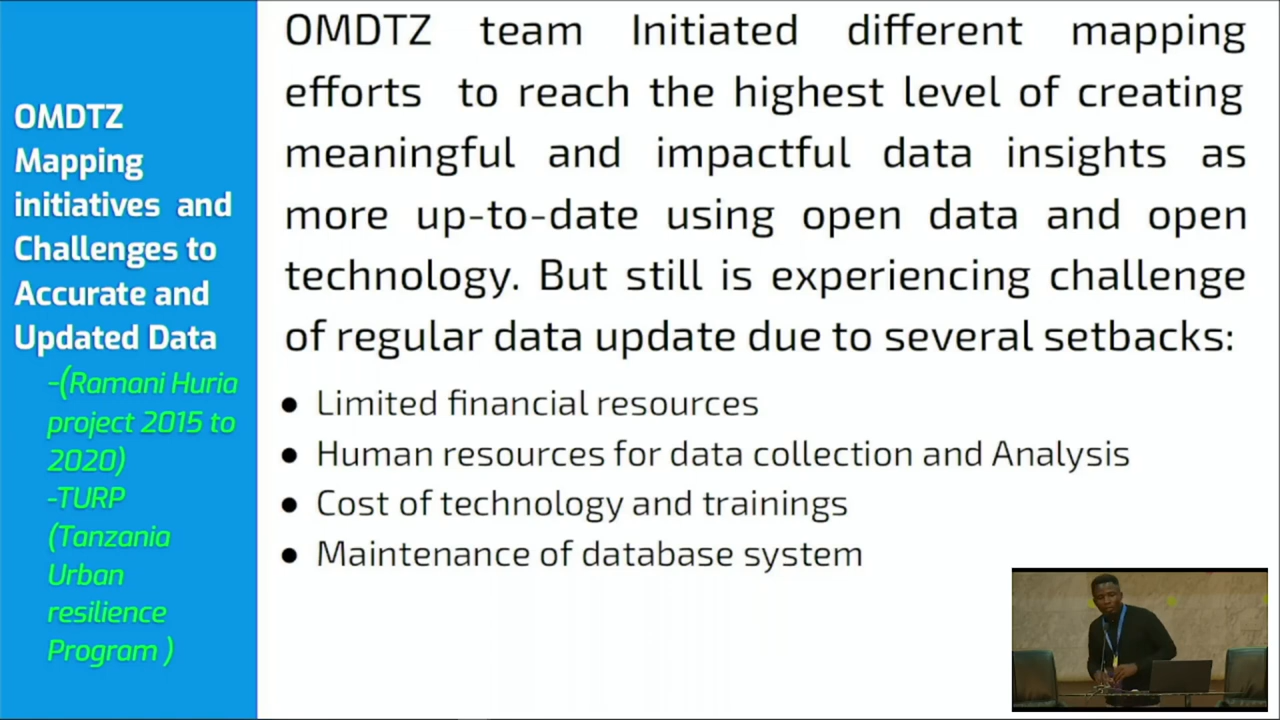 OMDTZ
Mapping
initiatives and
Challenges to
Accurate and
Updated Data
-(Ramani Huria
project 2015 to
2020)
-TURP
(Tanzania
Urban
resilience
Program )
OMDTZ team Initiated different mapping
efforts to reach the highest level of creating
meaningful and impactful data insights as
more up-to-date using open data and open
technology. But still is experiencing challenge
of regular data update due to several setbacks:
● Limited financial resources
● Human resources for data collection and Analysis
● Cost of technology and trainings
● Maintenance of database system